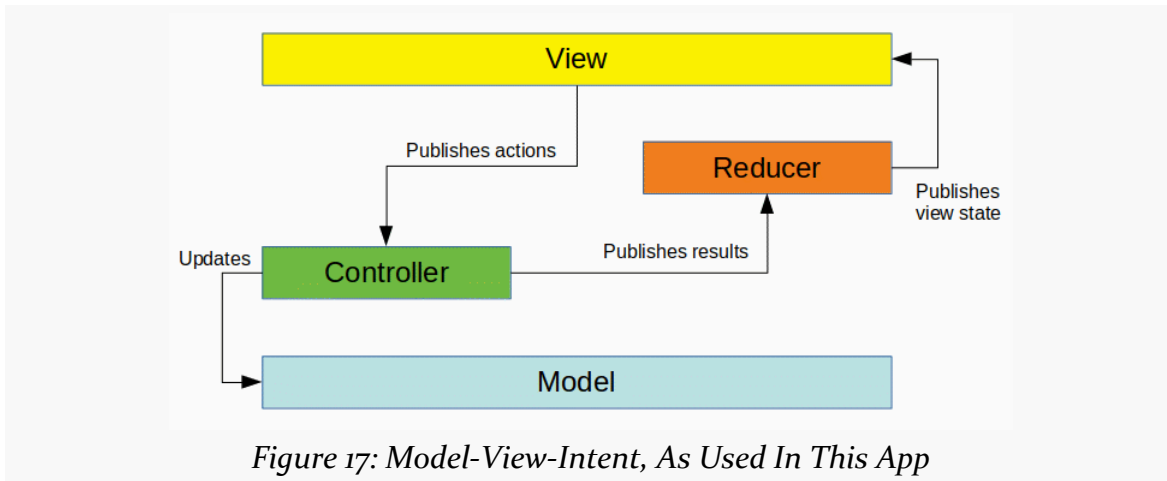 View
Publishes actions
Reducer
Publishes
view state
Updates
Controller
Publishes results
Model
Figure 17: Model-View-Intent, As Used In This App